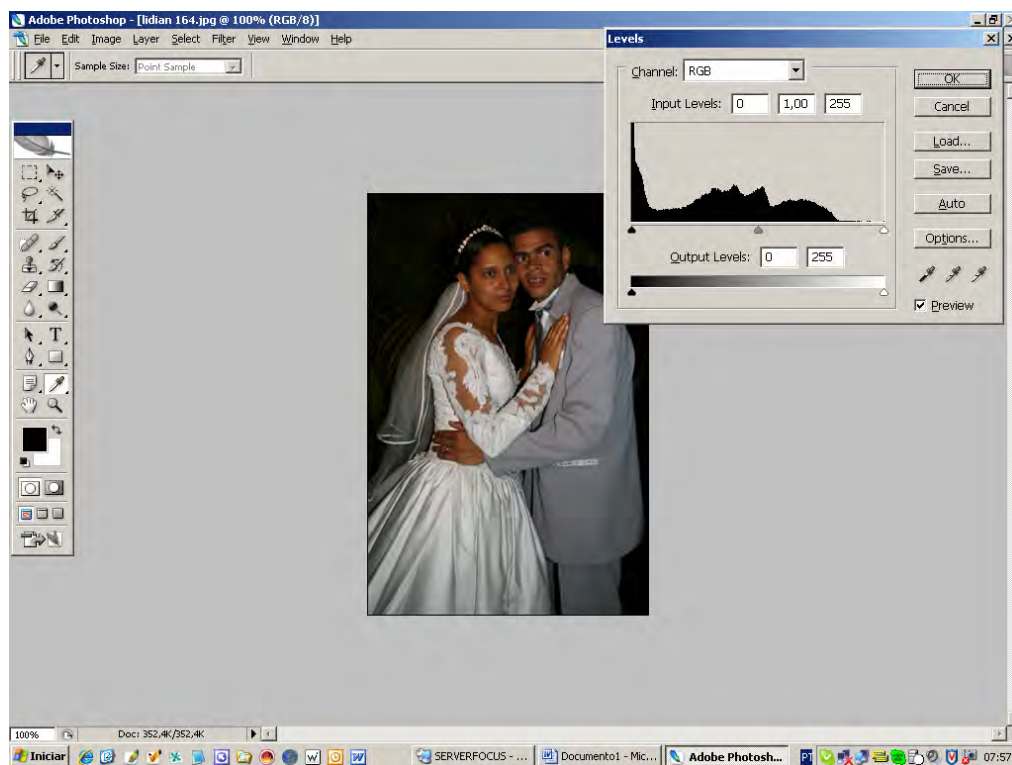 Adobe Photoshop - [lidian 164.jpg @ 100% (RGB/8)]
File Edit Image Layer Select Filter View Window Help
Sample Size: Point Sample
Levels
Channel: RGB
Input Levels: 0 1,00 255
Output Levels: 0 255
OK
Cancel
Load...
Save...
Auto
Options...
Preview
T
100% Doc: 352,4K/352,4K
Iniciar W SERVERFOCUS - ... Documento1 - Mic... Adobe Photosh... PT 07:57